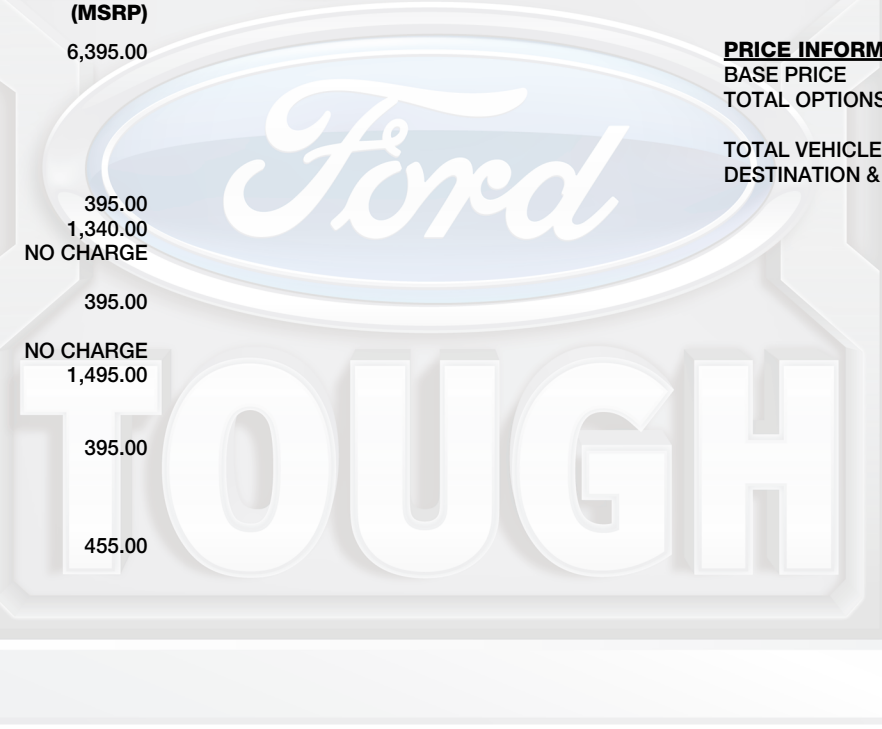 (MSRP)
6,395.00
395.00
1,340.00
NO CHARGE
395.00
NO CHARGE
1,495.00
395.00
455.00
PRICE INFORM
BASE PRICE
TOTAL OPTIONS
TOTAL VEHICLE
DESTINATION &
Ford
TOUGH